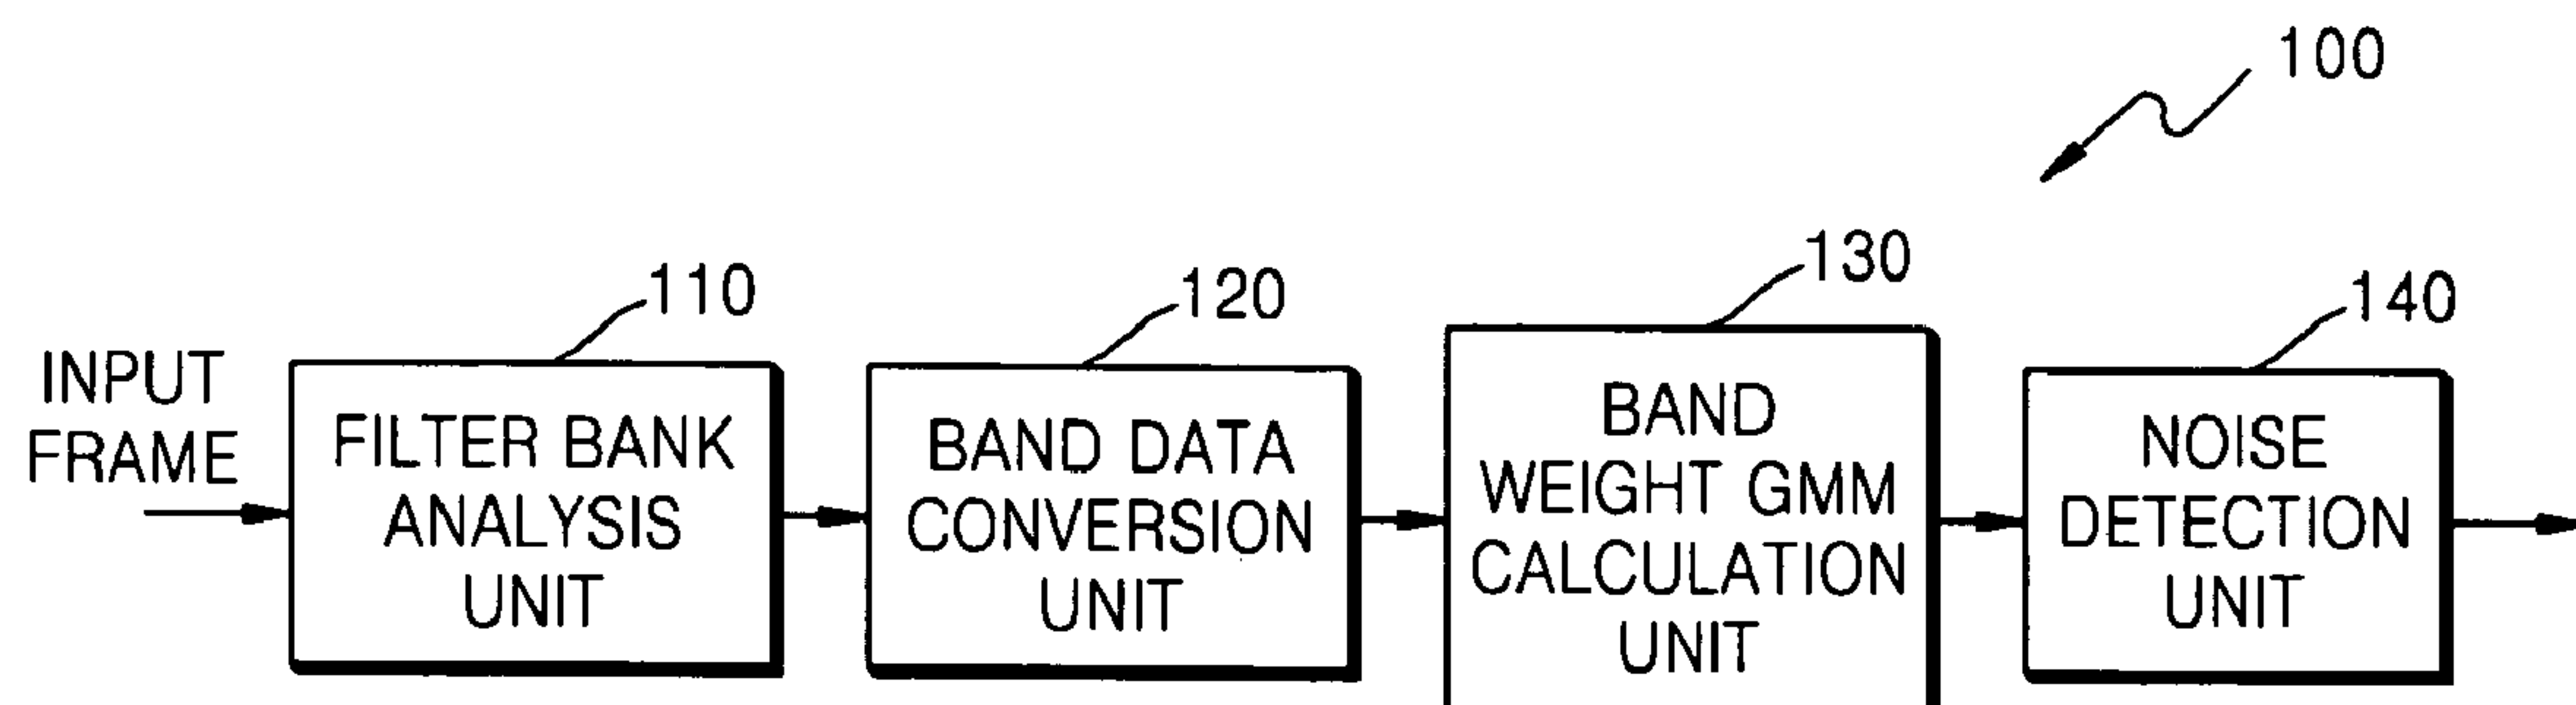 100
110
120
130
140
INPUT
FRAME
FILTER BANK
ANALYSIS
UNIT
BAND DATA
CONVERSION
UNIT
BAND
WEIGHT GMM
CALCULATION
UNIT
NOISE
DETECTION
UNIT